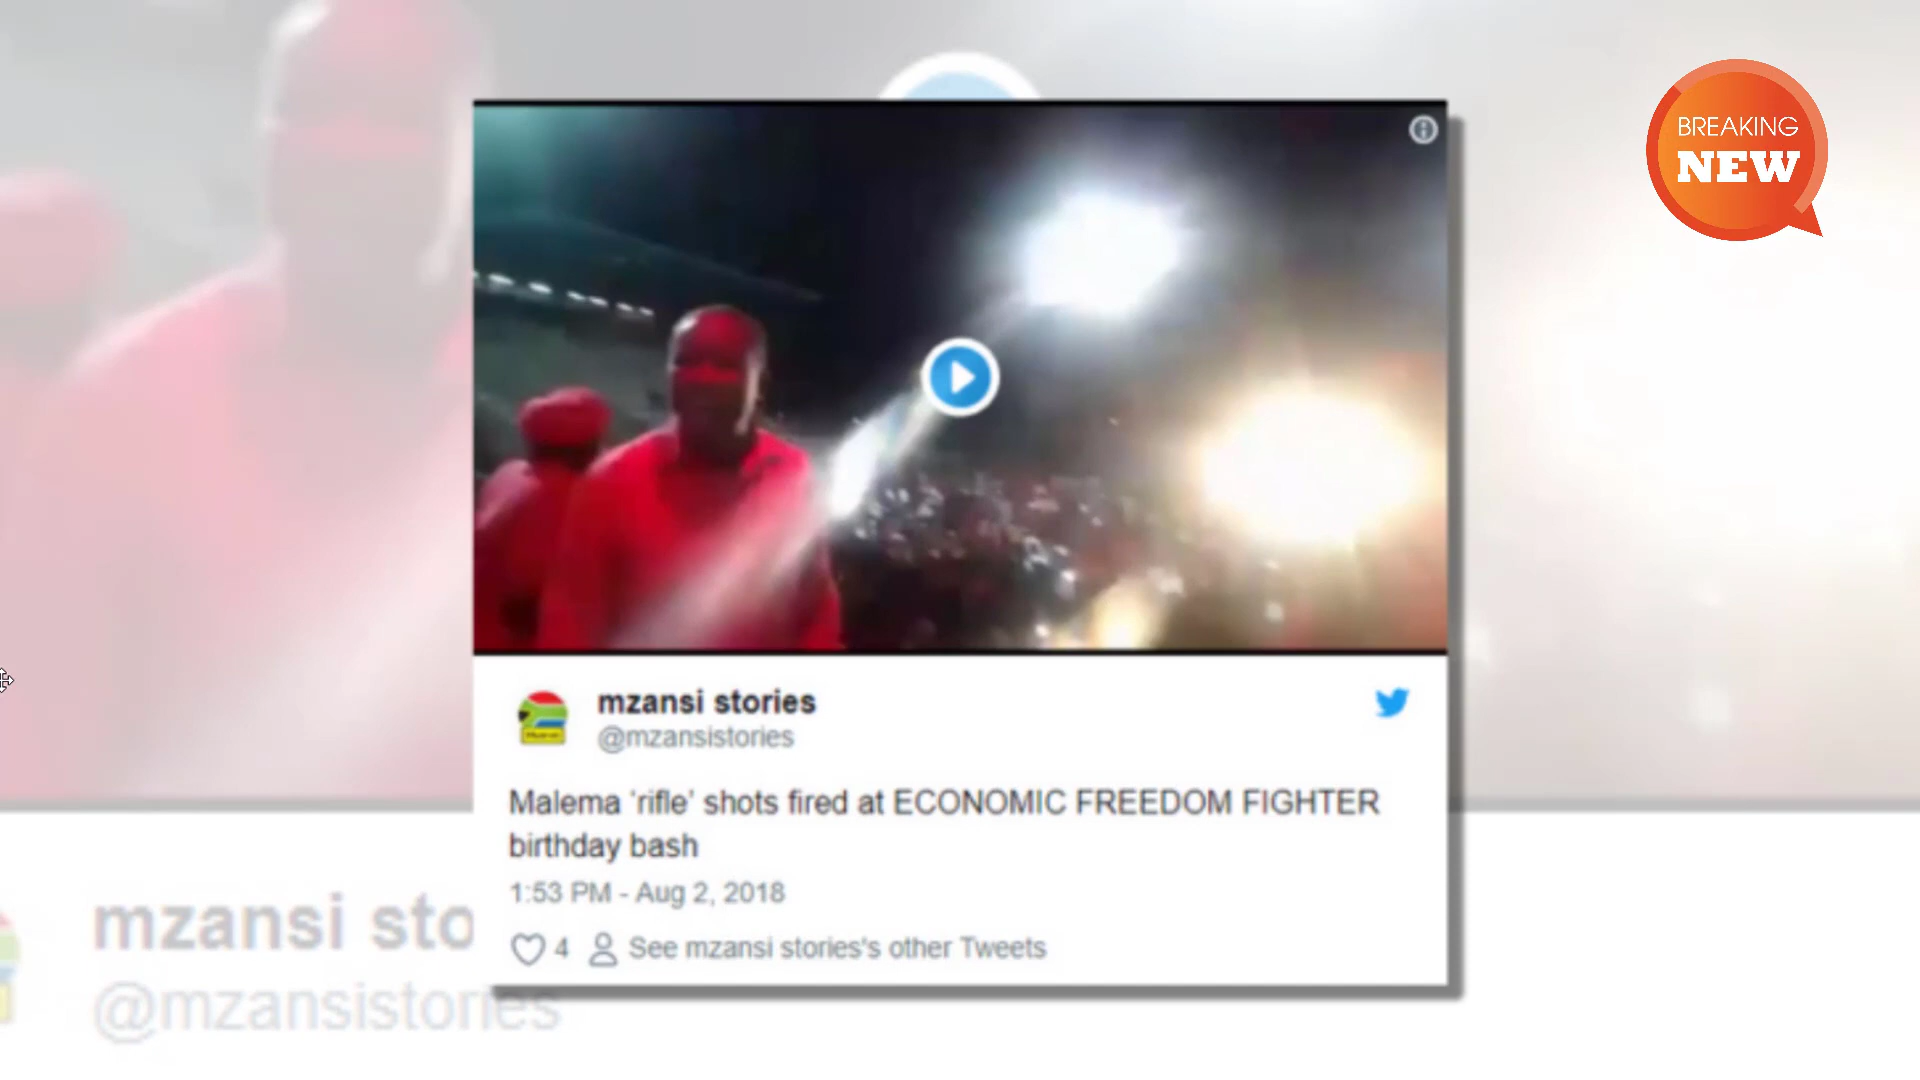 BREAKING
NEW
mzansi stories
@mzansistories
Malema ‘rifle’ shots fired at ECONOMIC FREEDOM FIGHTER
birthday bash
1:53 PM - Aug 2, 2018
4 See mzansi stories's other Tweets
mzansi sto
@mzansistories